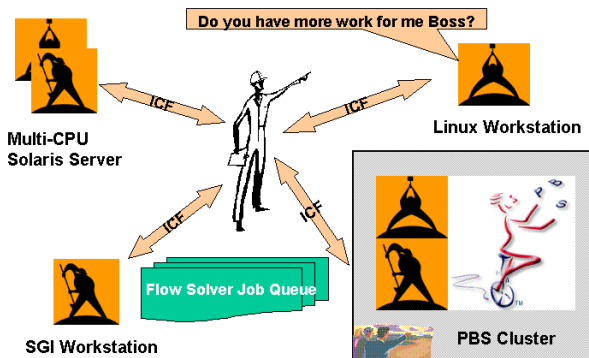 Do you have more work for me Boss?
ICF
ICF
Multi-CPU
Solaris Server
Linux Workstation
ICF
ICF
P B S
Flow Solver Job Queue
TM
SGI Workstation
PBS Cluster